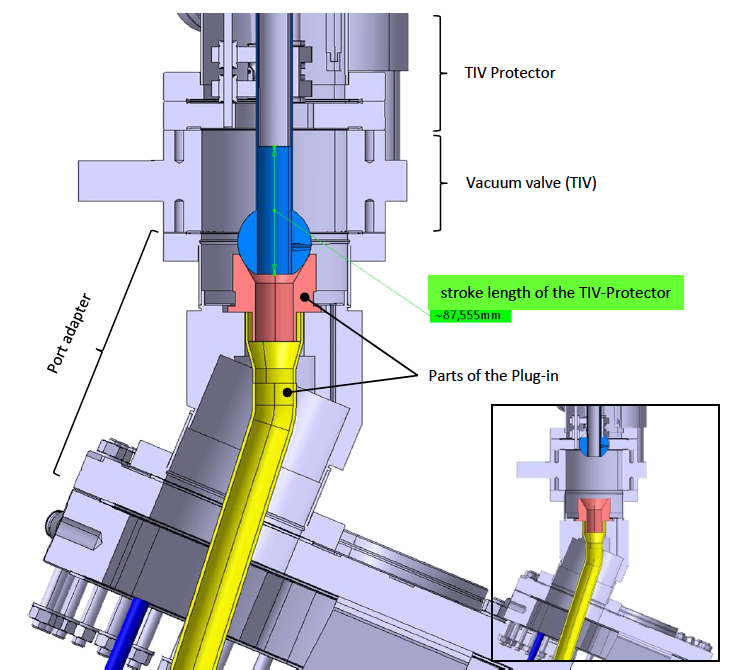 TIV Protector
Vacuum valve (TIV)
Port adapter
stroke length of the TIV-Protector
~87,555mm
Parts of the Plug-in